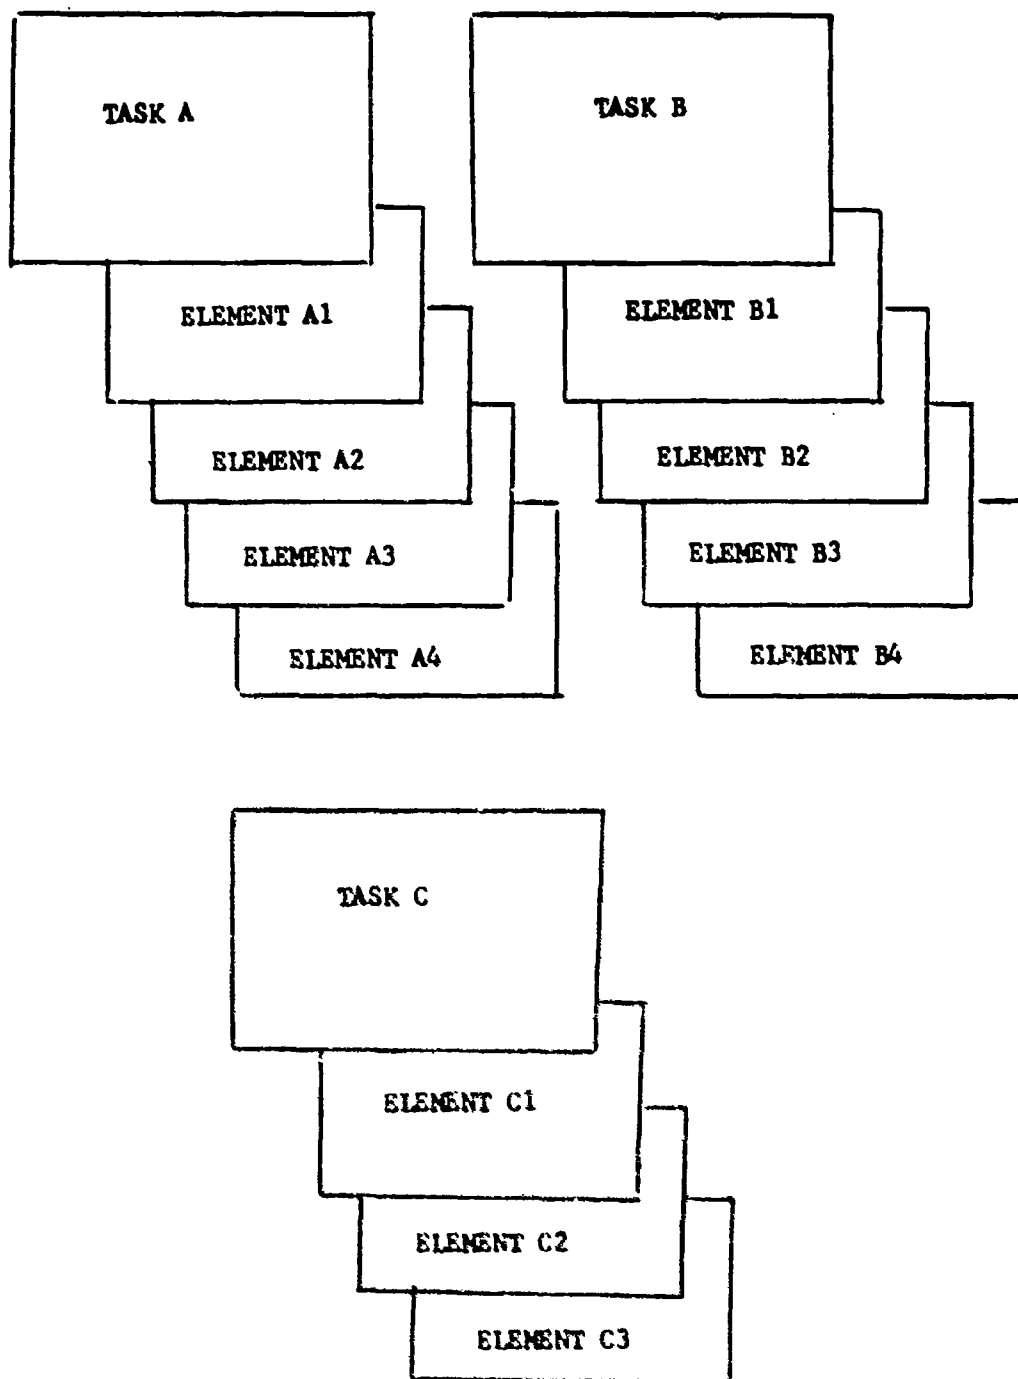 TASK A
ELEMENT A1
ELEMENT A2
ELEMENT A3
ELEMENT A4
TASK B
ELEMENT B1
ELEMENT B2
ELEMENT B3
ELEMENT B4
TASK C
ELEMENT C1
ELEMENT C2
ELEMENT C3